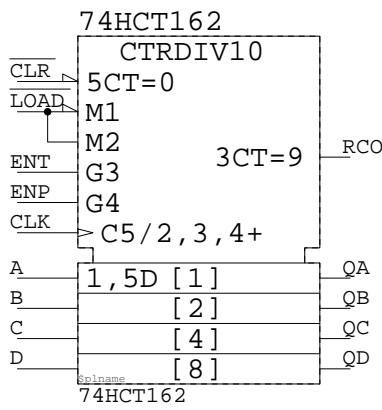 74HCT162
CTRDIV10
CLR 5CT=0
LOAD M1
M2
3CT=9 RCO
ENT G3
ENP G4
CLK C5/2,3,4+
A 1,5D [1] QA
B [2] QB
C [4] QC
D [8] QD
$plname
74HCT162